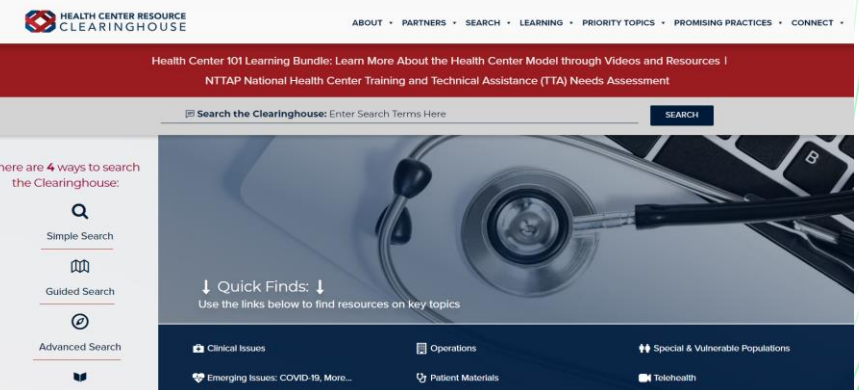 HEALTH CENTER RESOURCE
CLEARINGHOUSE
ABOUT PARTNERS SEARCH LEARNING PRIORITY TOPICS PROMISING PRACTICES CONNECT
Health Center 101 Learning Bundle: Learn More About the Health Center Model through Videos and Resources |
NTTAP National Health Center Training and Technical Assistance (TTA) Needs Assessment
Search the Clearinghouse: Enter Search Terms Here
SEARCH
here are 4 ways to search
the Clearinghouse:
Simple Search
Guided Search
Advanced Search
↓ Quick Finds: ↓
Use the links below to find resources on key topics
Clinical Issues
Operations
Special & Vulnerable Populations
Emerging Issues: COVID-19, More...
Patient Materials
Telehealth
B